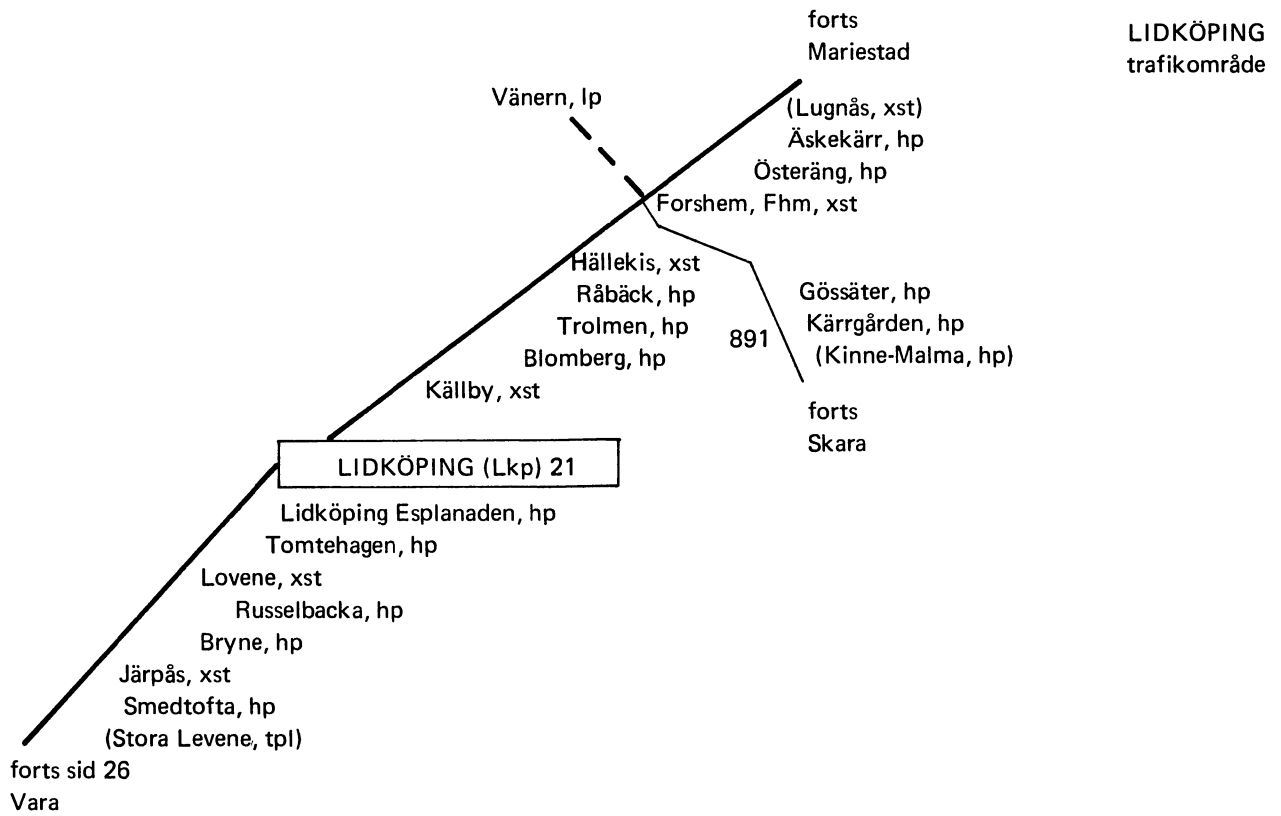 forts
Mariestad
LIDKÖPING
trafikområde
Vänern, lp
(Lugnås, xst)
Äskekärr, hp
Österäng, hp
Forshem, Fhm, xst
Hällekis, xst
Råbäck, hp
Trolmen, hp
Blomberg, hp
Källby, xst
891
Gössäter, hp
Kärrgården, hp
(Kinne-Malma, hp)
forts
Skara
LIDKÖPING (Lkp) 21
Lidköping Esplanaden, hp
Tomtehagen, hp
Lovene, xst
Russelbacka, hp
Bryne, hp
Järpås, xst
Smedtofta, hp
(Stora Levene, tpl)
forts sid 26
Vara